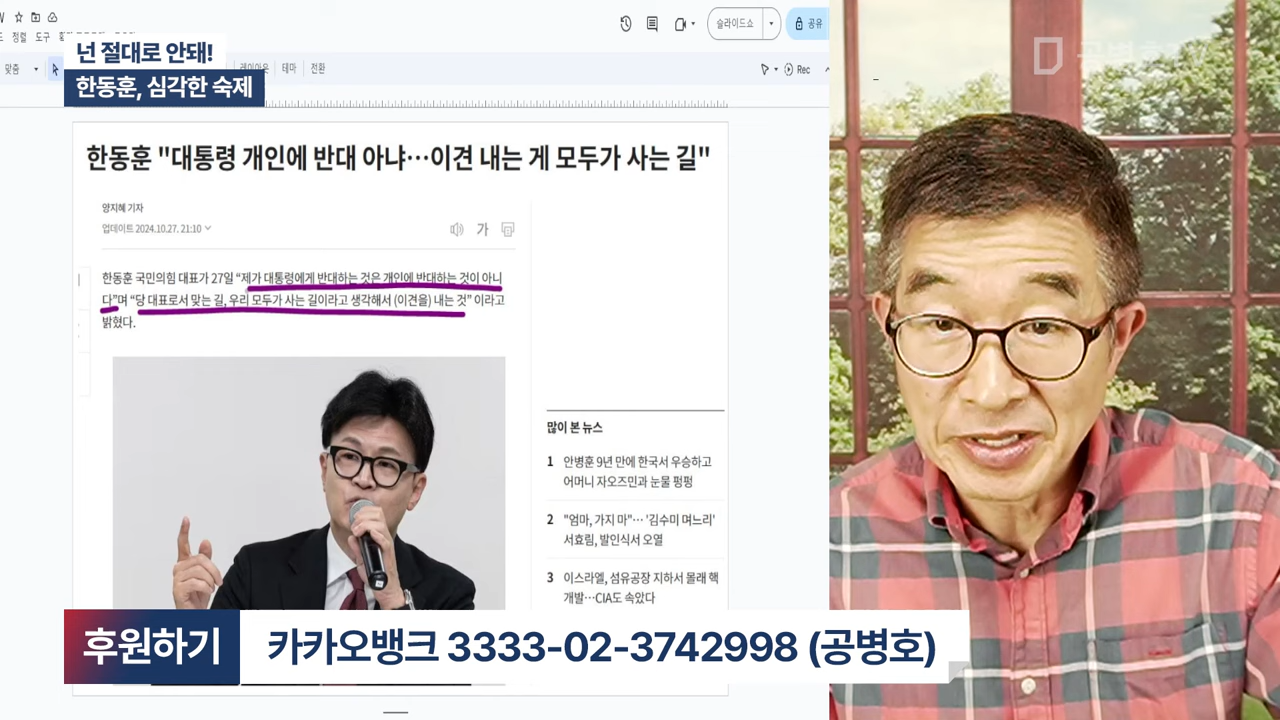 정렬 도구
슬라이드쇼
공유
맞춤
테마 전환
Rec
넌 절대로 안돼!
한동훈, 심각한 숙제
공병호TV
한동훈 "대통령 개인에 반대 아냐…이견 내는 게 모두가 사는 길"
양지혜 기자
업데이트 2024.10.27. 21:10
가
한동훈 국민의힘 대표가 27일 “제가 대통령에게 반대하는 것은 개인에 반대하는 것이 아니
다”며 “당 대표로서 맞는 길, 우리 모두가 사는 길이라고 생각해서 (이견을) 내는 것” 이라고
밝혔다.
많이 본 뉴스
1 안병훈 9년 만에 한국서 우승하고
어머니 자오즈민과 눈물 펑펑
2 "엄마, 가지 마"… '김수미 며느리'
서효림, 발인식서 오열
3 이스라엘, 섬유공장 지하서 몰래 핵
개발…CIA도 속았다
후원하기
카카오뱅크 3333-02-3742998 (공병호)